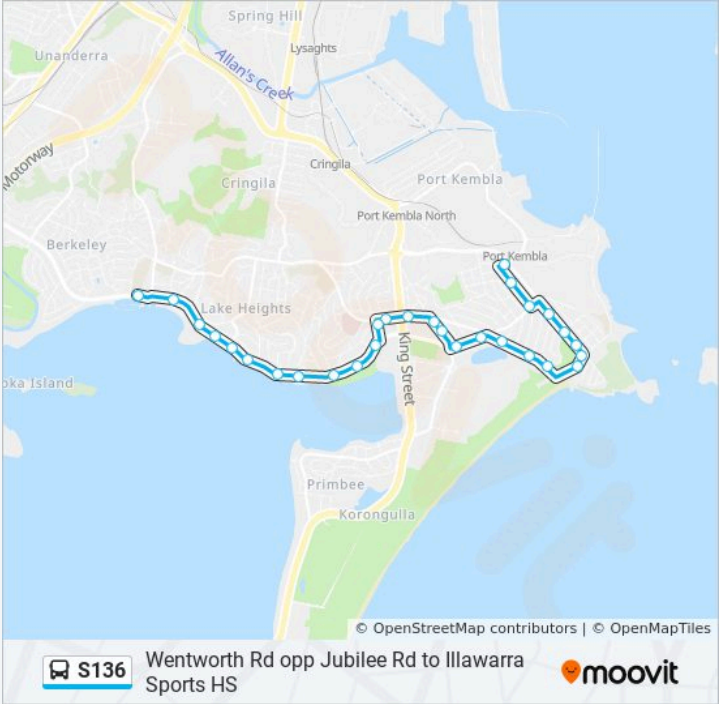 Spring Hill
Lysaghts
Unanderra
Allan's Creek
Motorway
Cringila
Cringila
Port Kembla
Port Kembla North
Berkeley
Port Kembla
Lake Heights
King Street
oka Island
Primbee
Korongulla
© OpenStreetMap contributors | © OpenMapTiles
S136
Wentworth Rd opp Jubilee Rd to Illawarra
Sports HS
moovit